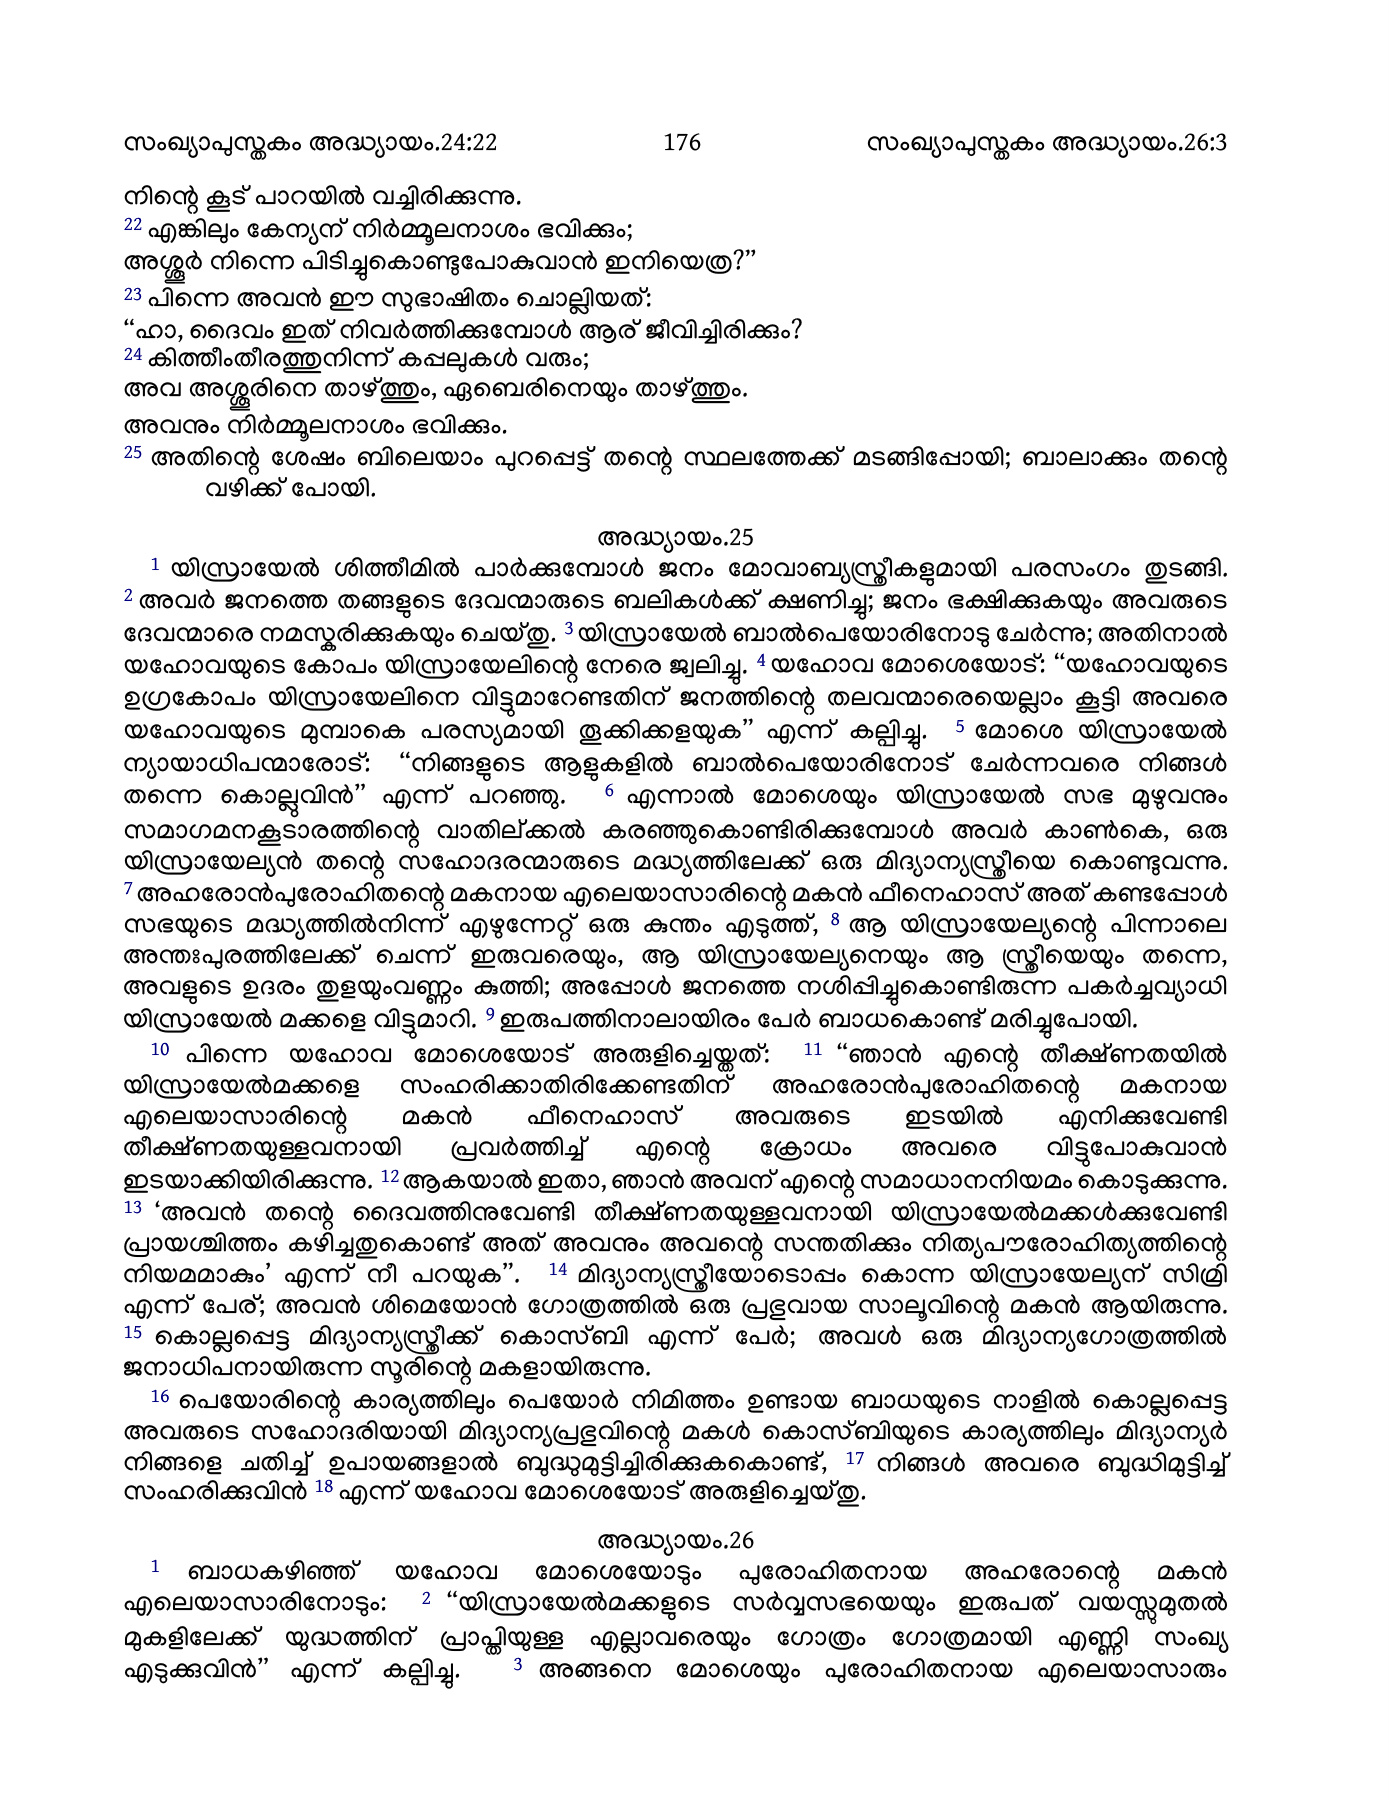 സംഖ്യാപുസ്തകം അദ്ധ്യായം.24:22 176 സംഖ്യാപുസ്തകം അദ്ധ്യായം.26:3
നിന്റെ കൂട് പാറയിൽ വച്ചിരിക്കുന്നു.
22 എങ്കിലും കേന്യന് നിർമ്മൂലനാശം ഭവിക്കും;
അശ്ശൂർ നിന്നെ പിടിച്ചുകൊണ്ടുപോകുവാൻ ഇനിയെത്ര?”
23 പിന്നെ അവൻ ഈ സുഭാഷിതം ചൊല്ലിയത്:
“ഹാ, ദൈവം ഇത് നിവർത്തിക്കുമ്പോൾ ആര് ജീവിച്ചിരിക്കും?
24 കിത്തീംതീരത്തുനിന്ന് കപ്പലുകൾ വരും;
അവ അശ്ശൂരിനെ താഴ്ത്തും, ഏബെരിനെയും താഴ്ത്തും.
അവനും നിർമ്മൂലനാശം ഭവിക്കും.
25 അതിന്റെ ശേഷം ബിലെയാം പുറപ്പെട്ട് തന്റെ സ്ഥലത്തേക്ക് മടങ്ങിപ്പോയി; ബാലാക്കും തന്റെ
വഴിക്ക് പോയി.
അദ്ധ്യായം.25
1 യിസ്രായേൽ ശിത്തീമിൽ പാർക്കുമ്പോൾ ജനം മോവാബ്യസ്ത്രീകളുമായി പരസംഗം തുടങ്ങി.
2 അവർ ജനത്തെ തങ്ങളുടെ ദേവന്മാരുടെ ബലികൾക്ക് ക്ഷണിച്ചു; ജനം ഭക്ഷിക്കുകയും അവരുടെ
ദേവന്മാരെ നമസ്കരിക്കുകയും ചെയ്തു. 3 യിസ്രായേൽ ബാൽപെയോരിനോടു ചേർന്നു; അതിനാൽ
യഹോവയുടെ കോപം യിസ്രായേലിന്റെ നേരെ ജ്വലിച്ചു. 4 യഹോവ മോശെയോട്: “യഹോവയുടെ
ഉഗ്രകോപം യിസ്രായേലിനെ വിട്ടുമാറേണ്ടതിന് ജനത്തിന്റെ തലവന്മാരെയെല്ലാം കൂട്ടി അവരെ
യഹോവയുടെ മുമ്പാകെ പരസ്യമായി തൂക്കിക്കളയുക” എന്ന് കല്പിച്ചു. 5 മോശെ യിസ്രായേൽ
ന്യായാധിപന്മാരോട്: “നിങ്ങളുടെ ആളുകളിൽ ബാൽപെയോരിനോട് ചേർന്നവരെ നിങ്ങൾ
തന്നെ കൊല്ലുവിൻ” എന്ന് പറഞ്ഞു. 6 എന്നാൽ മോശെയും യിസ്രായേൽ സഭ മുഴുവനും
സമാഗമനകൂടാരത്തിന്റെ വാതില്ക്കൽ കരഞ്ഞുകൊണ്ടിരിക്കുമ്പോൾ അവർ കാൺകെ, ഒരു
യിസ്രായേല്യൻ തന്റെ സഹോദരന്മാരുടെ മദ്ധ്യത്തിലേക്ക് ഒരു മിദ്യാന്യസ്ത്രീയെ കൊണ്ടുവന്നു.
7 അഹരോൻപുരോഹിതന്റെ മകനായ എലെയാസാരിന്റെ മകൻ ഫീനെഹാസ് അത് കണ്ടപ്പോൾ
സഭയുടെ മദ്ധ്യത്തിൽനിന്ന് എഴുന്നേറ്റ് ഒരു കുന്തം എടുത്ത്, 8 ആ യിസ്രായേല്യന്റെ പിന്നാലെ
അന്തഃപുരത്തിലേക്ക് ചെന്ന് ഇരുവരെയും, ആ യിസ്രായേല്യനെയും ആ സ്ത്രീയെയും തന്നെ,
അവളുടെ ഉദരം തുളയുംവണ്ണം കുത്തി; അപ്പോൾ ജനത്തെ നശിപ്പിച്ചുകൊണ്ടിരുന്ന പകർച്ചവ്യാധി
യിസ്രായേൽ മക്കളെ വിട്ടുമാറി. 9 ഇരുപത്തിനാലായിരം പേർ ബാധകൊണ്ട് മരിച്ചുപോയി.
10 പിന്നെ യഹോവ മോശെയോട് അരുളിച്ചെയ്തത്: 11 “ഞാൻ എന്റെ തീക്ഷ്ണതയിൽ
യിസ്രായേൽമക്കളെ സംഹരിക്കാതിരിക്കേണ്ടതിന് അഹരോൻപുരോഹിതന്റെ മകനായ
എലെയാസാരിന്റെ മകൻ ഫീനെഹാസ് അവരുടെ ഇടയിൽ എനിക്കുവേണ്ടി
തീക്ഷ്ണതയുള്ളവനായി പ്രവർത്തിച്ച് എന്റെ ക്രോധം അവരെ വിട്ടുപോകുവാൻ
ഇടയാക്കിയിരിക്കുന്നു. 12 ആകയാൽ ഇതാ, ഞാൻ അവന് എന്റെ സമാധാനനിയമം കൊടുക്കുന്നു.
13 ‘അവൻ തന്റെ ദൈവത്തിനുവേണ്ടി തീക്ഷ്ണതയുള്ളവനായി യിസ്രായേൽമക്കൾക്കുവേണ്ടി
പ്രായശ്ചിത്തം കഴിച്ചതുകൊണ്ട് അത് അവനും അവന്റെ സന്തതിക്കും നിത്യപൗരോഹിത്യത്തിന്റെ
നിയമമാകും’ എന്ന് നീ പറയുക”. 14 മിദ്യാന്യസ്ത്രീയോടൊപ്പം കൊന്ന യിസ്രായേല്യന് സിമ്രി
എന്ന് പേര്; അവൻ ശിമെയോൻ ഗോത്രത്തിൽ ഒരു പ്രഭുവായ സാലൂവിന്റെ മകൻ ആയിരുന്നു.
15 കൊല്ലപ്പെട്ട മിദ്യാന്യസ്ത്രീക്ക് കൊസ്ബി എന്ന് പേർ; അവൾ ഒരു മിദ്യാന്യഗോത്രത്തിൽ
ജനാധിപനായിരുന്ന സൂരിന്റെ മകളായിരുന്നു.
16 പെയോരിന്റെ കാര്യത്തിലും പെയോർ നിമിത്തം ഉണ്ടായ ബാധയുടെ നാളിൽ കൊല്ലപ്പെട്ട
അവരുടെ സഹോദരിയായി മിദ്യാന്യപ്രഭുവിന്റെ മകൾ കൊസ്ബിയുടെ കാര്യത്തിലും മിദ്യാന്യർ
നിങ്ങളെ ചതിച്ച് ഉപായങ്ങളാൽ ബുദ്ധുമുട്ടിച്ചിരിക്കുകകൊണ്ട്, 17 നിങ്ങൾ അവരെ ബുദ്ധിമുട്ടിച്ച്
സംഹരിക്കുവിൻ 18 എന്ന് യഹോവ മോശെയോട് അരുളിച്ചെയ്തു.
അദ്ധ്യായം.26
1 ബാധകഴിഞ്ഞ് യഹോവ മോശെയോടും പുരോഹിതനായ അഹരോന്റെ മകൻ
എലെയാസാരിനോടും: 2 “യിസ്രായേൽമക്കളുടെ സർവ്വസഭയെയും ഇരുപത് വയസ്സുമുതൽ
മുകളിലേക്ക് യുദ്ധത്തിന് പ്രാപ്തിയുള്ള എല്ലാവരെയും ഗോത്രം ഗോത്രമായി എണ്ണി സംഖ്യ
എടുക്കുവിൻ” എന്ന് കല്പിച്ചു. 3 അങ്ങനെ മോശെയും പുരോഹിതനായ എലെയാസാരും